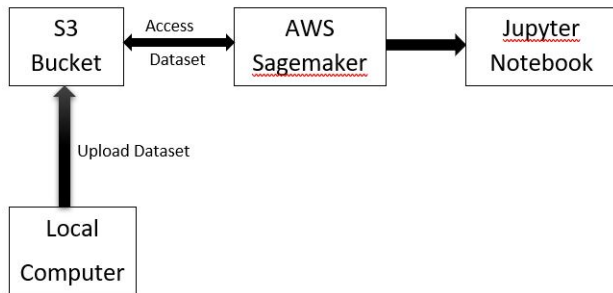 S3
Bucket
Access
Dataset
AWS
Sagemaker
Jupyter
Notebook
Upload Dataset
Local
Computer